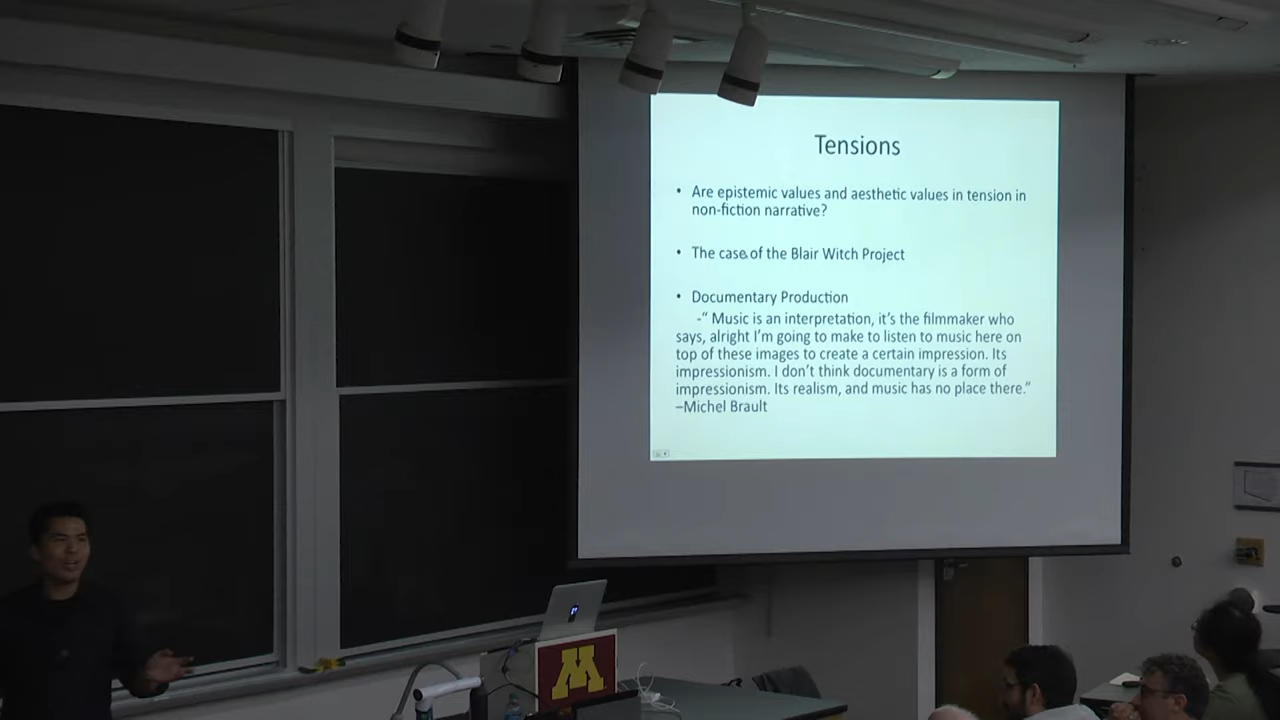 Tensions
• Are epistemic values and aesthetic values in tension in
non-fiction narrative?
• The case of the Blair Witch Project
• Documentary Production
-“ Music is an interpretation, it’s the filmmaker who
says, alright I’m going to make to listen to music here on
top of these images to create a certain impression. Its
impressionism. I don’t think documentary is a form of
impressionism. Its realism, and music has no place there.”
–Michel Brault
M